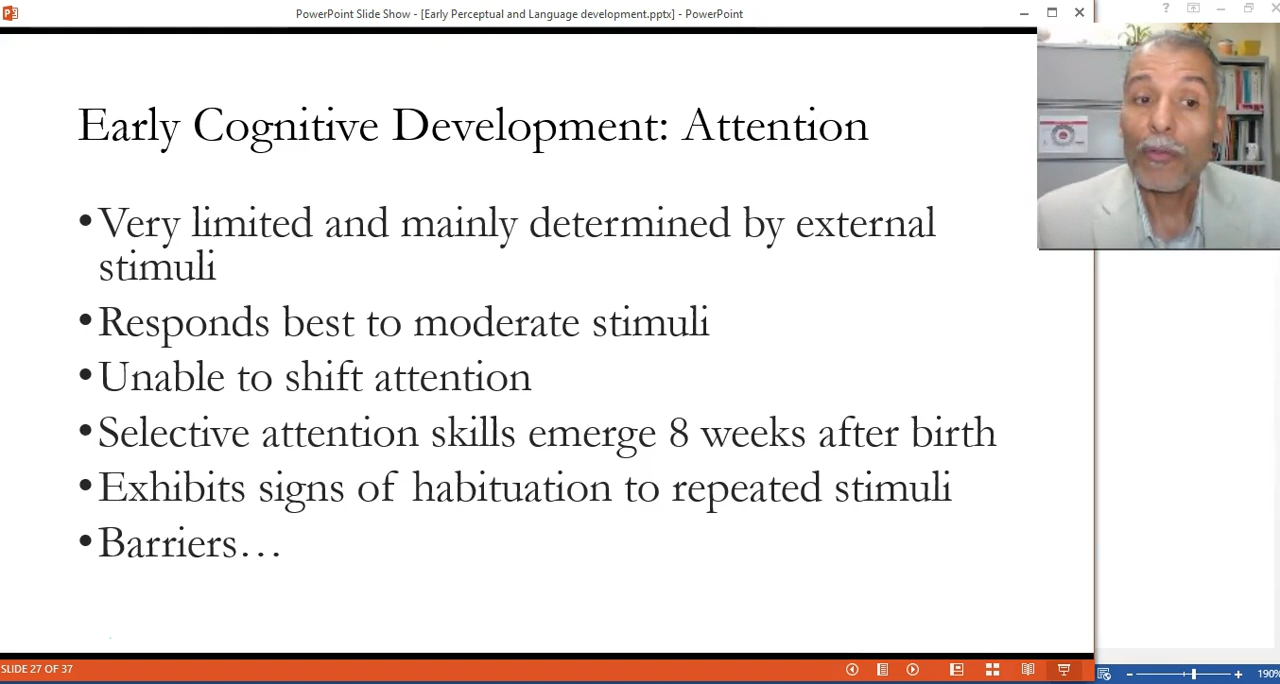 PowerPoint Slide Show - [Early Perceptual and Language development.pptx] - PowerPoint
Early Cognitive Development: Attention
•Very limited and mainly determined by external
stimuli
•Responds best to moderate stimuli
•Unable to shift attention
•Selective attention skills emerge 8 weeks after birth
•Exhibits signs of habituation to repeated stimuli
•Barriers…
SLIDE 27 OF 37
190%